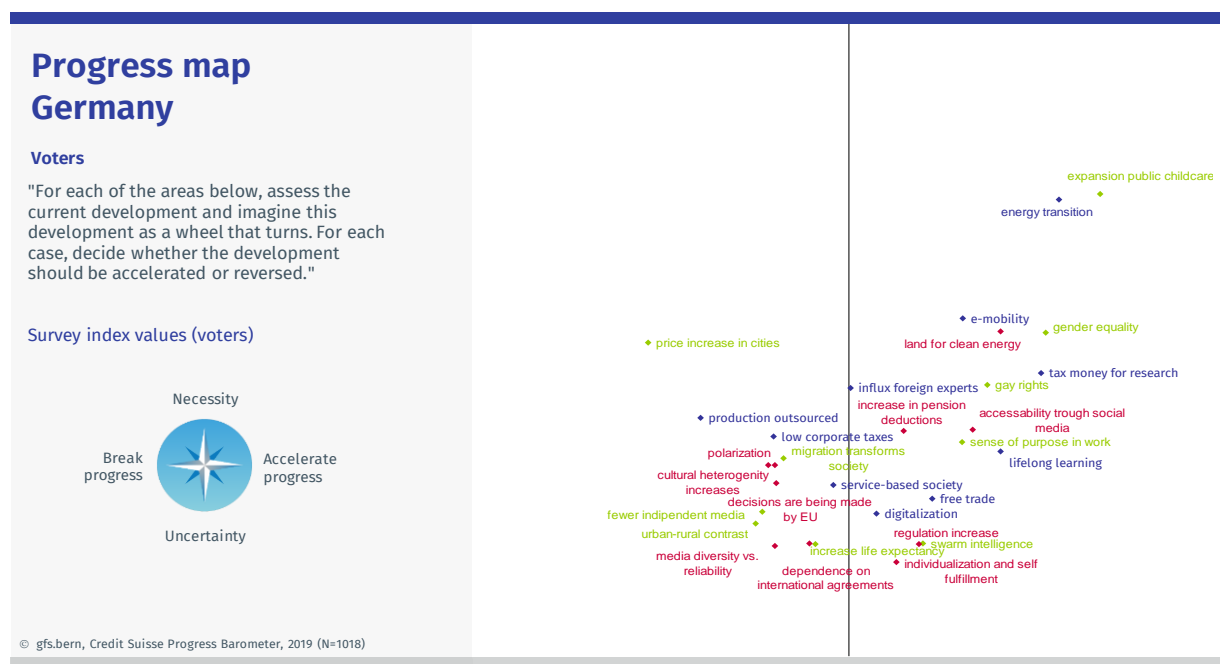 Progress map
Germany
Voters
"For each of the areas below, assess the
current development and imagine this
development as a wheel that turns. For each
case, decide whether the development
should be accelerated or reversed."
Survey index values (voters)
Necessity
Break
progress
Accelerate
progress
Uncertainty
© gfs.bern, Credit Suisse Progress Barometer, 2019 (N=1018)
expansion public childcare
energy transition
e-mobility
gender equality
land for clean energy
price increase in cities
tax money for research
influx foreign experts
gay rights
increase in pension
deductions
accessability trough social
media
production outsourced
low corporate taxes
sense of purpose in work
polarization
migration transforms
society
lifelong learning
cultural heterogenity
increases
service-based society
decisions are being made
by EU
free trade
fewer indipendent media
digitalization
urban-rural contrast
regulation increase
swarm intelligence
increase life expectancy
media diversity vs.
reliability
dependence on
international agreements
individualization and self
fulfillment